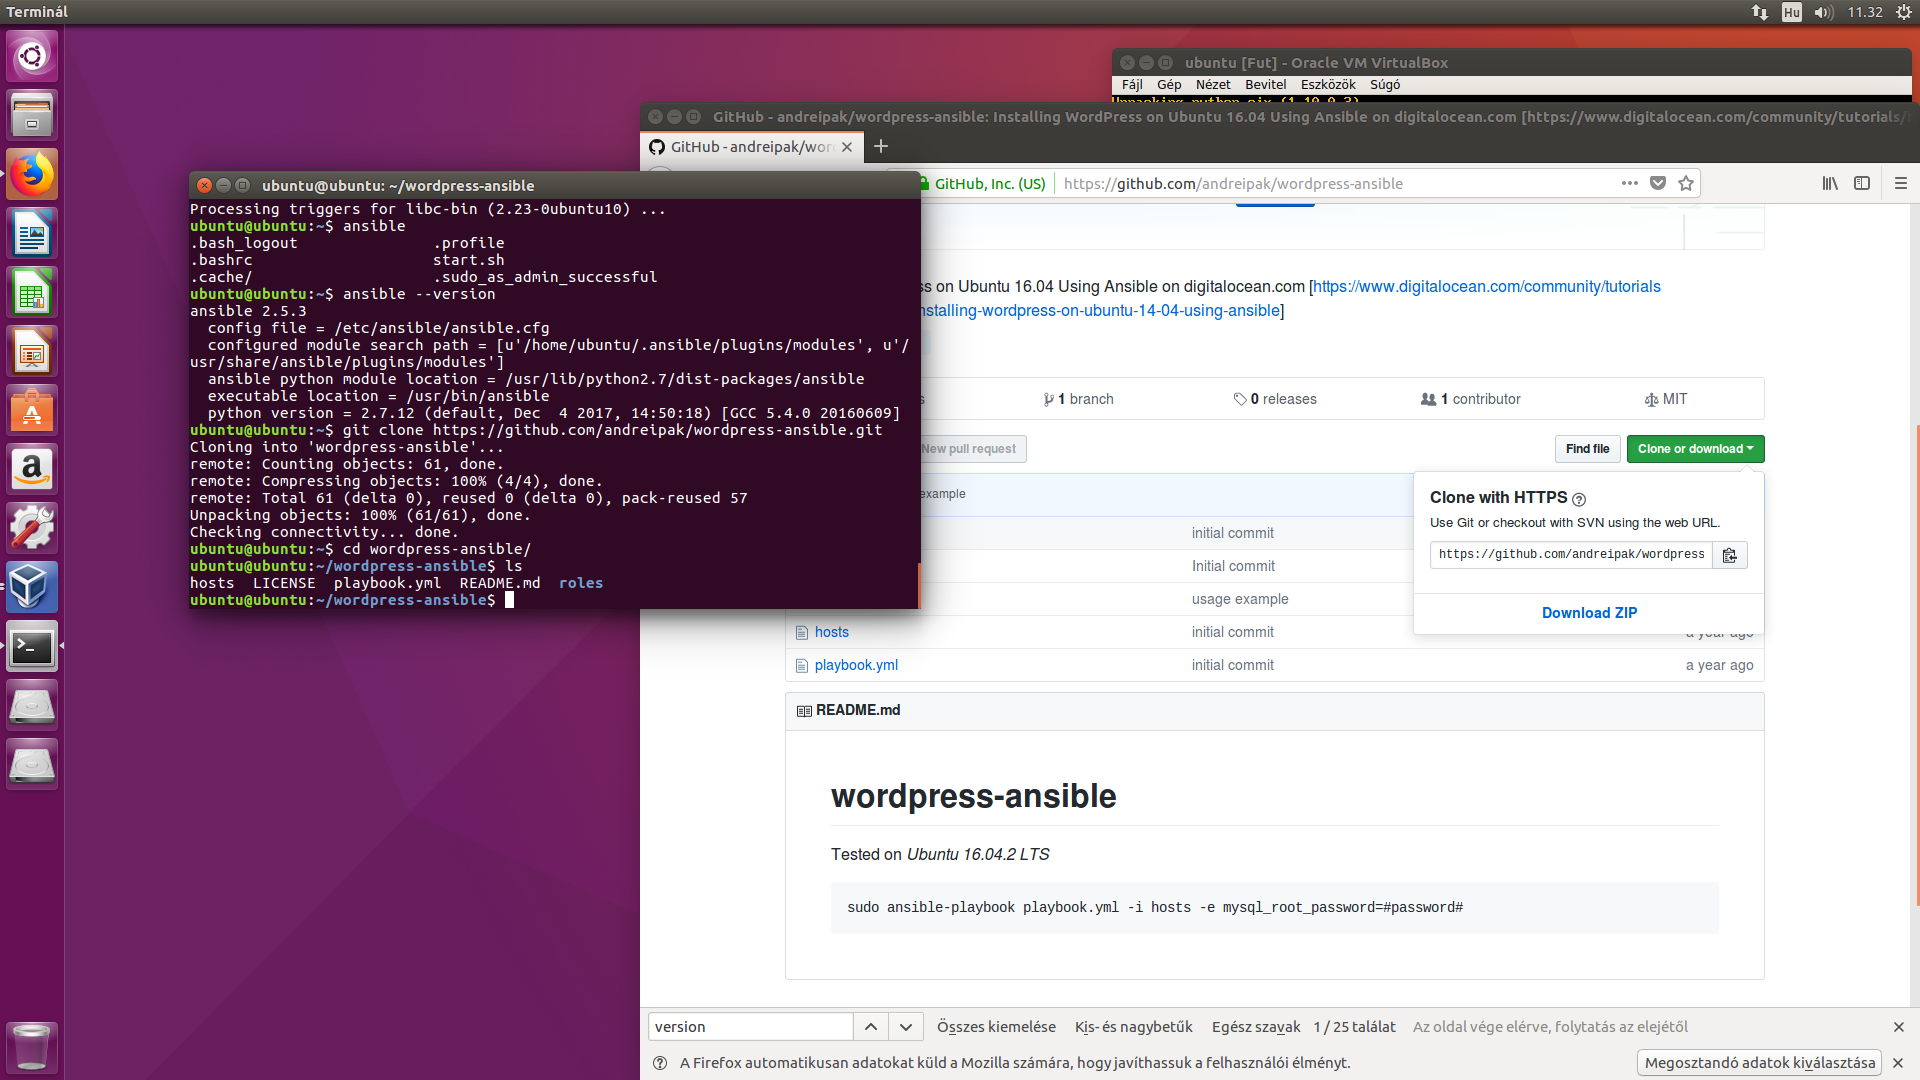 Terminál
Hu
11.32
ubuntu [Fut] - Oracle VM VirtualBox
Fájl Gép Nézet Bevitel Eszközök Súgó
GitHub - andreipak/wordpress-ansible: Installing WordPress on Ubuntu 16.04 Using Ansible on digitalocean.com [https://www.digitalocean.com/community/tutorials/
GitHub - andreipak/wor
GitHub, Inc. (US) https://github.com/andreipak/wordpress-ansible
ubuntu@ubuntu: ~/wordpress-ansible
Processing triggers for libc-bin (2.23-0ubuntu10) ...
ubuntu@ubuntu:~$ ansible
.bash_logout .profile
.bashrc start.sh
.cache/ .sudo_as_admin_successful
ubuntu@ubuntu:~$ ansible --version
ansible 2.5.3
config file = /etc/ansible/ansible.cfg
configured module search path = [u'/home/ubuntu/.ansible/plugins/modules', u'/
usr/share/ansible/plugins/modules']
ansible python module location = /usr/lib/python2.7/dist-packages/ansible
executable location = /usr/bin/ansible
python version = 2.7.12 (default, Dec  4 2017, 14:50:18) [GCC 5.4.0 20160609]
ubuntu@ubuntu:~$ git clone https://github.com/andreipak/wordpress-ansible.git
Cloning into 'wordpress-ansible'...
remote: Counting objects: 61, done.
remote: Compressing objects: 100% (4/4), done.
remote: Total 61 (delta 0), reused 0 (delta 0), pack-reused 57
Unpacking objects: 100% (61/61), done.
Checking connectivity... done.
ubuntu@ubuntu:~$ cd wordpress-ansible/
ubuntu@ubuntu:~/wordpress-ansible$ ls
hosts LICENSE playbook.yml README.md roles
ubuntu@ubuntu:~/wordpress-ansible$
ss on Ubuntu 16.04 Using Ansible on digitalocean.com [https://www.digitalocean.com/community/tutorials
nstalling-wordpress-on-ubuntu-14-04-using-ansible]
s 1 branch 0 releases 1 contributor MIT
New pull request Find file Clone or download
example
Clone with HTTPS
Use Git or checkout with SVN using the web URL.
https://github.com/andreipak/wordpress
Download ZIP
initial commit
Initial commit
usage example
hosts initial commit a year ago
playbook.yml initial commit a year ago
README.md
wordpress-ansible
Tested on Ubuntu 16.04.2 LTS
sudo ansible-playbook playbook.yml -i hosts -e mysql_root_password=#password#
version Összes kiemelése Kis- és nagybetűk Egész szavak 1 / 25 találat Az oldal vége elérve, folytatás az elejétől
A Firefox automatikusan adatokat küld a Mozilla számára, hogy javíthassuk a felhasználói élményt. Megosztandó adatok kiválasztása